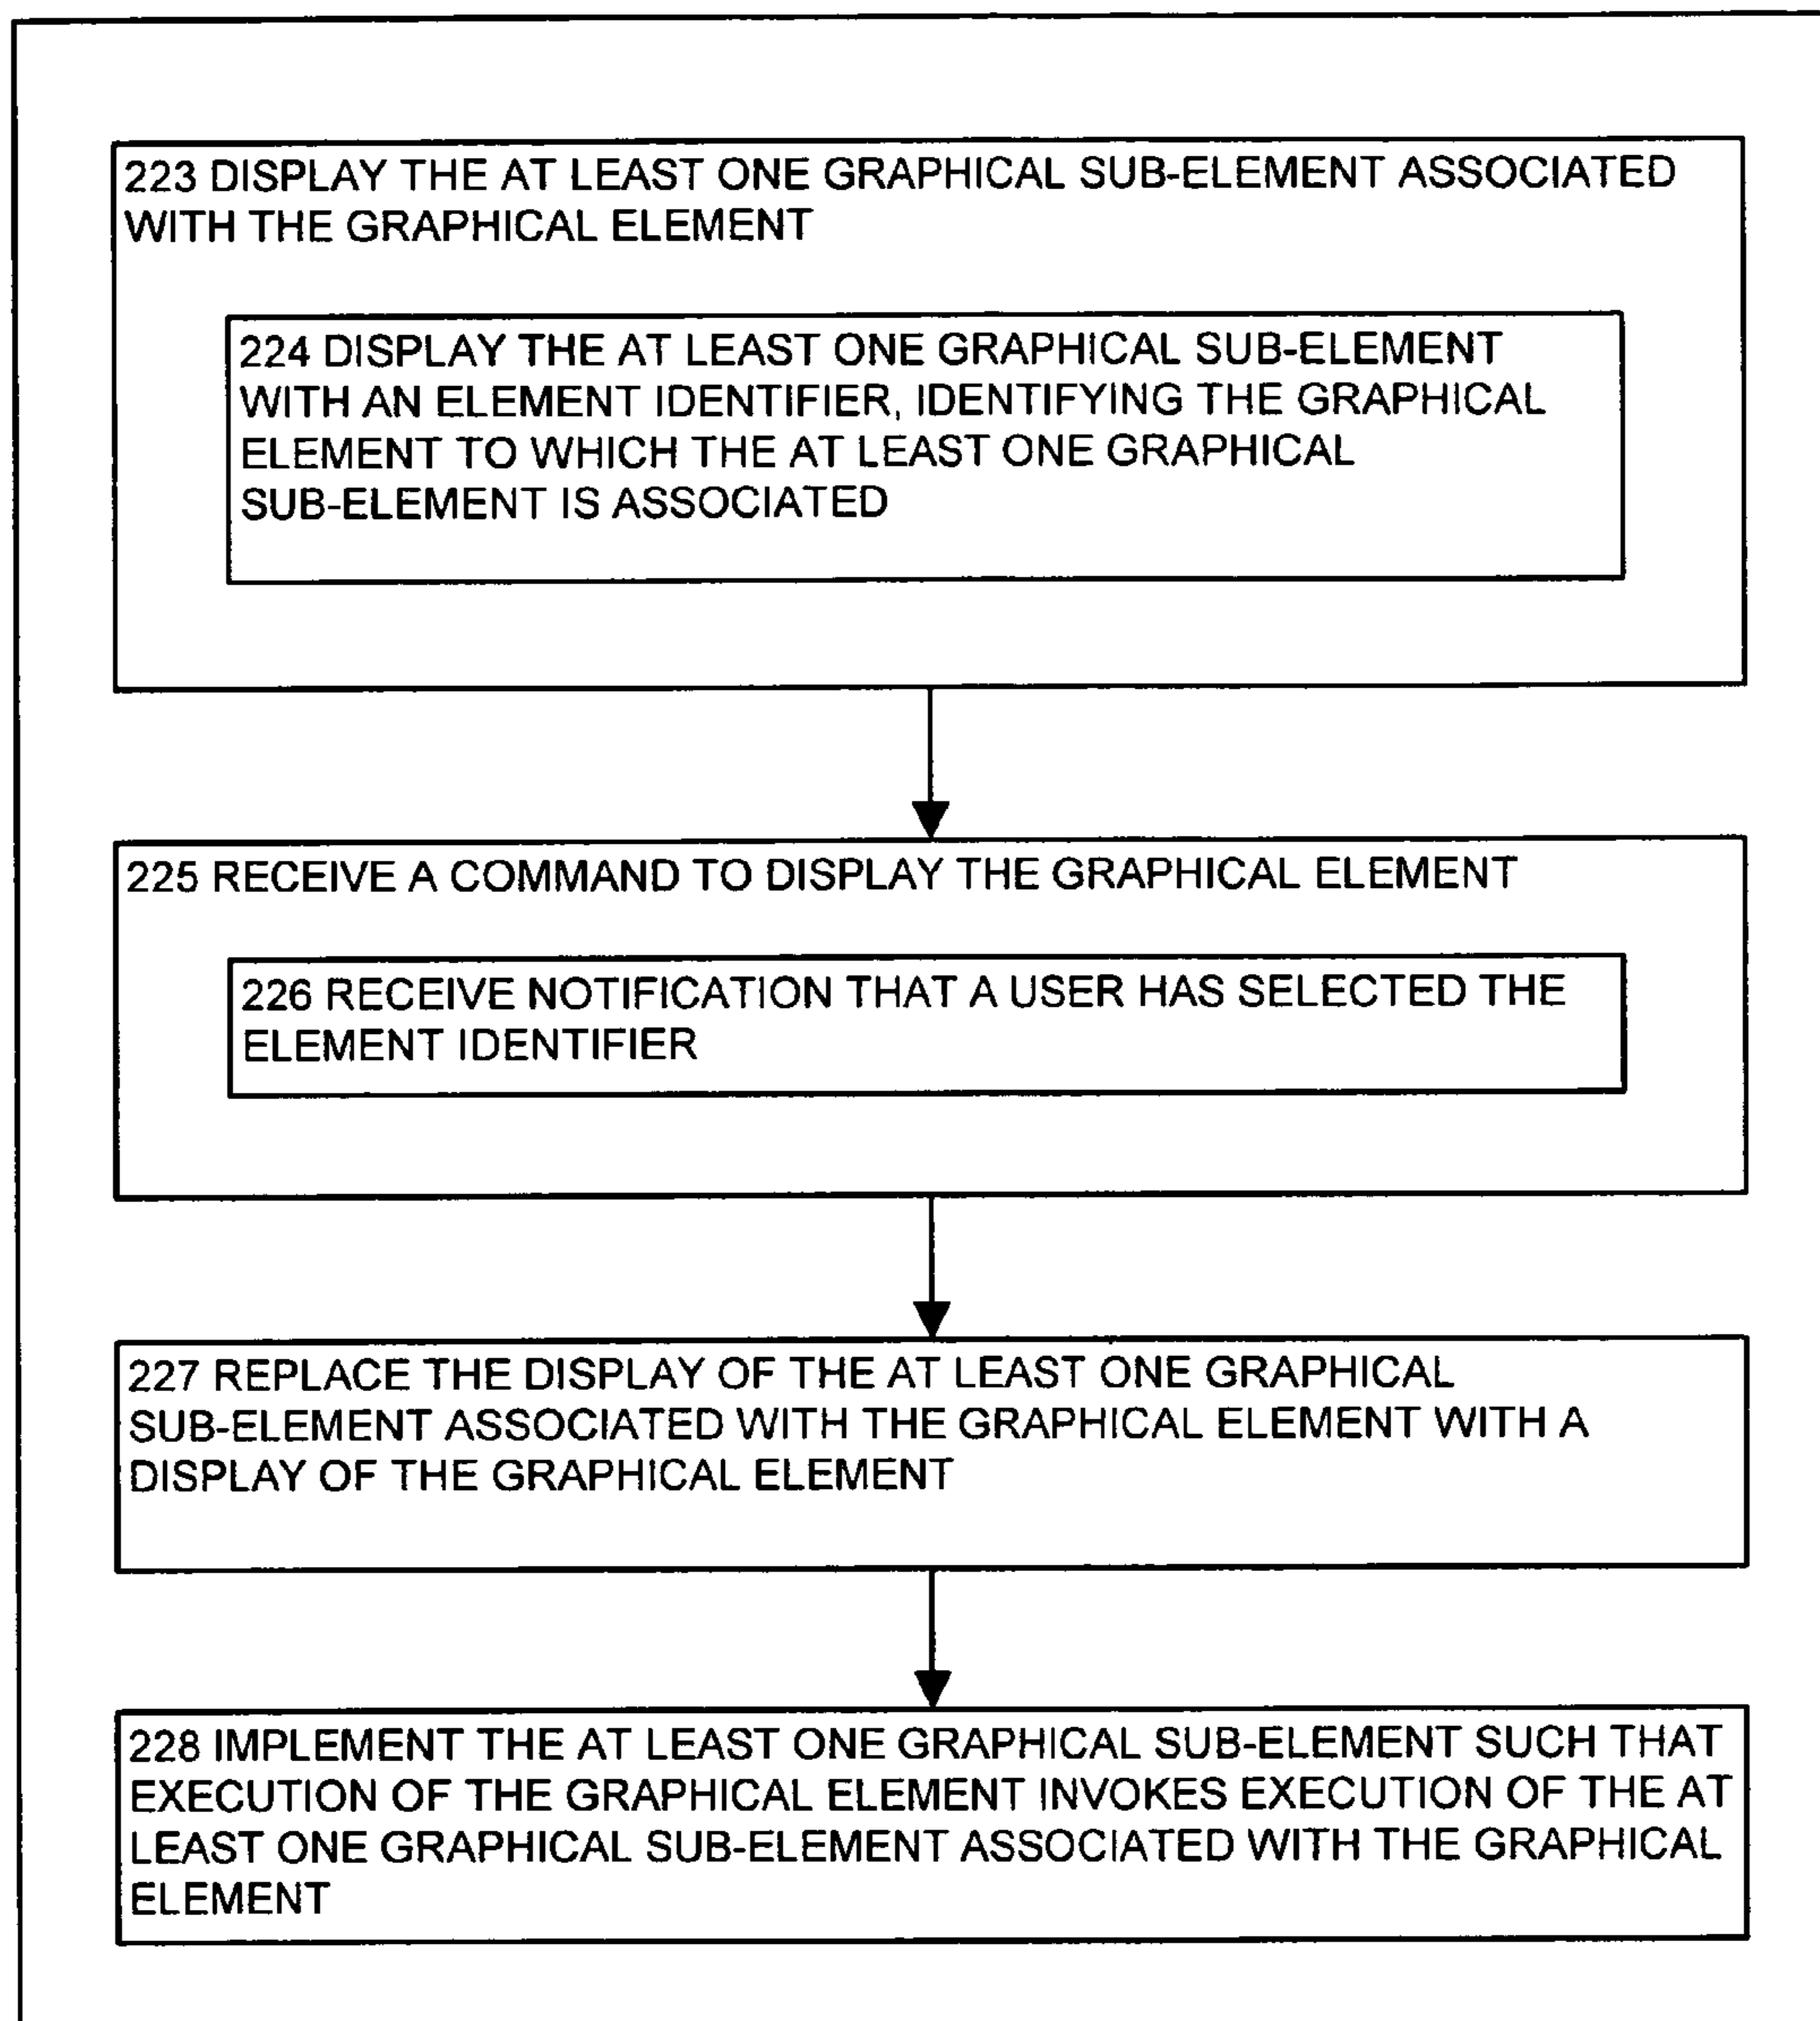 223 DISPLAY THE AT LEAST ONE GRAPHICAL SUB-ELEMENT ASSOCIATED
WITH THE GRAPHICAL ELEMENT
224 DISPLAY THE AT LEAST ONE GRAPHICAL SUB-ELEMENT
WITH AN ELEMENT IDENTIFIER, IDENTIFYING THE GRAPHICAL
ELEMENT TO WHICH THE AT LEAST ONE GRAPHICAL
SUB-ELEMENT IS ASSOCIATED
225 RECEIVE A COMMAND TO DISPLAY THE GRAPHICAL ELEMENT
226 RECEIVE NOTIFICATION THAT A USER HAS SELECTED THE
ELEMENT IDENTIFIER
227 REPLACE THE DISPLAY OF THE AT LEAST ONE GRAPHICAL
SUB-ELEMENT ASSOCIATED WITH THE GRAPHICAL ELEMENT WITH A
DISPLAY OF THE GRAPHICAL ELEMENT
228 IMPLEMENT THE AT LEAST ONE GRAPHICAL SUB-ELEMENT SUCH THAT
EXECUTION OF THE GRAPHICAL ELEMENT INVOKES EXECUTION OF THE AT
LEAST ONE GRAPHICAL SUB-ELEMENT ASSOCIATED WITH THE GRAPHICAL
ELEMENT